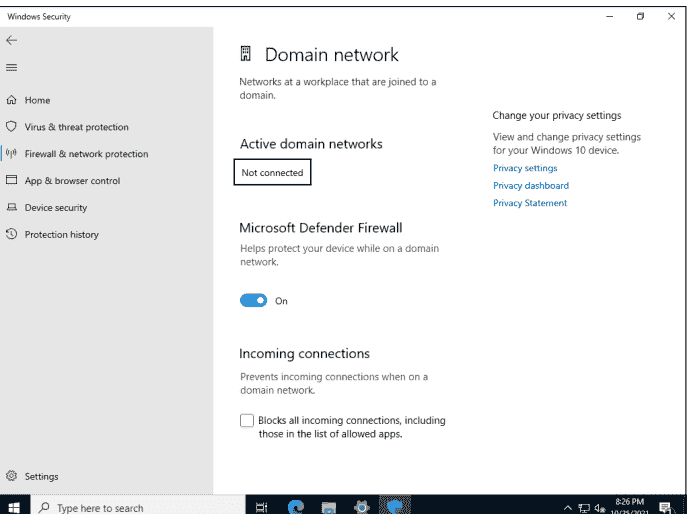 Windows Security
Home
Virus & threat protection
Firewall & network protection
App & browser control
Device security
Protection history
Settings
Domain network
Networks at a workplace that are joined to a
domain.
Active domain networks
Not connected
Microsoft Defender Firewall
Helps protect your device while on a domain
network.
On
Incoming connections
Prevents incoming connections when on a
domain network.
Blocks all incoming connections, including
those in the list of allowed apps.
Change your privacy settings
View and change privacy settings
for your Windows 10 device.
Privacy settings
Privacy dashboard
Privacy Statement
Type here to search
8:26 PM
10/25/2021